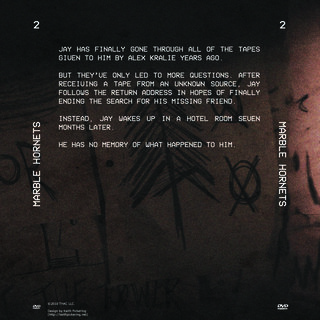 2
2
JAY HAS FINALLY GONE THROUGH ALL OF THE TAPES
GIVEN TO HIM BY ALEX KRALIE YEARS AGO.
BUT THEY'VE ONLY LED TO MORE QUESTIONS. AFTER
RECEIVING A TAPE FROM AN UNKNOWN SOURCE, JAY
FOLLOWS THE RETURN ADDRESS IN HOPES OF FINALLY
ENDING THE SEARCH FOR HIS MISSING FRIEND.
INSTEAD, JAY WAKES UP IN A HOTEL ROOM SEVEN
MONTHS LATER.
HE HAS NO MEMORY OF WHAT HAPPENED TO HIM.
MARBLE HORNETS
MARBLE HORNETS
DVD
DVD